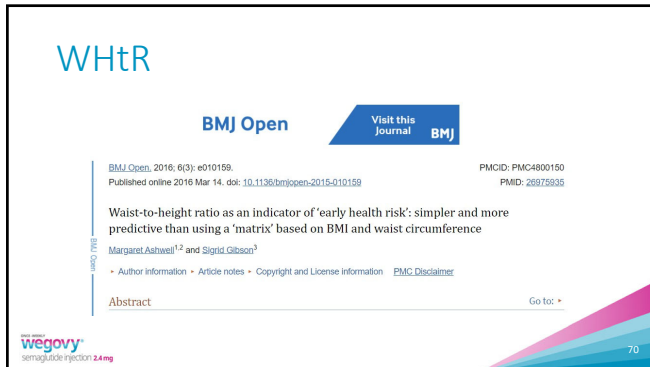 WHtR
BMJ Open
Visit this
Journal BMJ
BMJ Open. 2016; 6(3): e010159.
PMCID: PMC4800150
Published online 2016 Mar 14. doi: 10.1136/bmjopen-2015-010159
PMID: 26975935
Waist-to-height ratio as an indicator of ‘early health risk’: simpler and more
predictive than using a ‘matrix’ based on BMI and waist circumference
BMJ Open
Margaret Ashwell1,2 and Sigrid Gibson3
▸ Author information ▸ Article notes ▸ Copyright and License information PMC Disclaimer
Abstract
Go to: ▸
ONCE-WEEKLY
wegovy®
semaglutide injection 2.4 mg
70